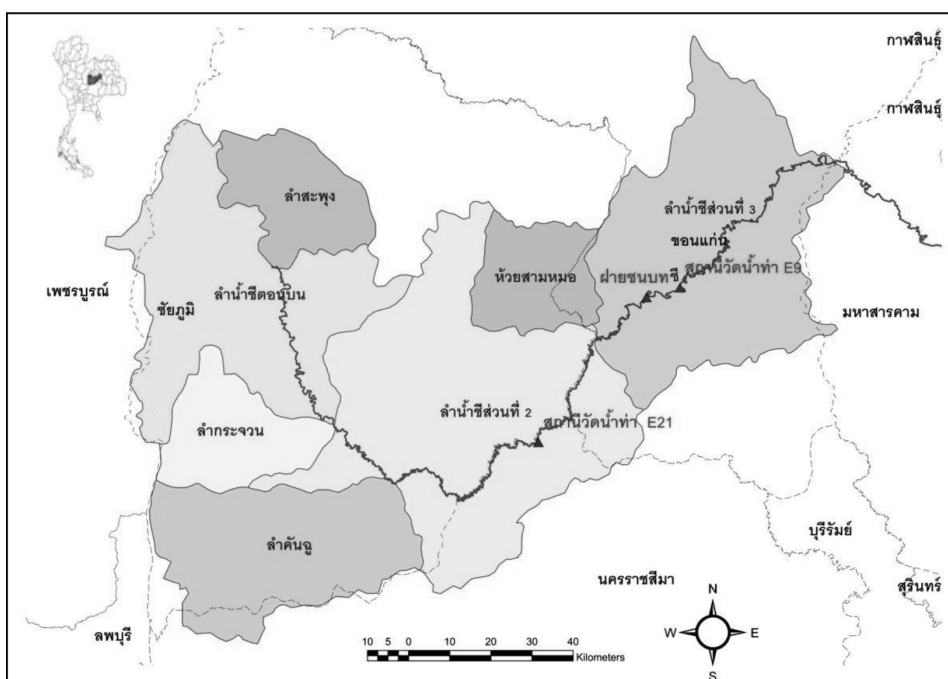 กาฬสินธุ์
กาฬสินธุ์
ลำสะพุง
ลำน้ำชีส่วนที่ 3
ขอนแก่น
ห้วยสามหมอ
ฝายชนบท
ชี
สถานีวัดน้ำท่า E9
เพชรบูรณ์
ชัยภูมิ
ลำน้ำชีตอนบน
มหาสารคาม
ลำกระจวน
ลำน้ำชีส่วนที่ 2
สถานีวัดน้ำท่า E21
ลำคันฉู
บุรีรัมย์
นครราชสีมา
สุรินทร์
ลพบุรี
N
W
E
S
10 5 0 10 20 30 40
Kilometers